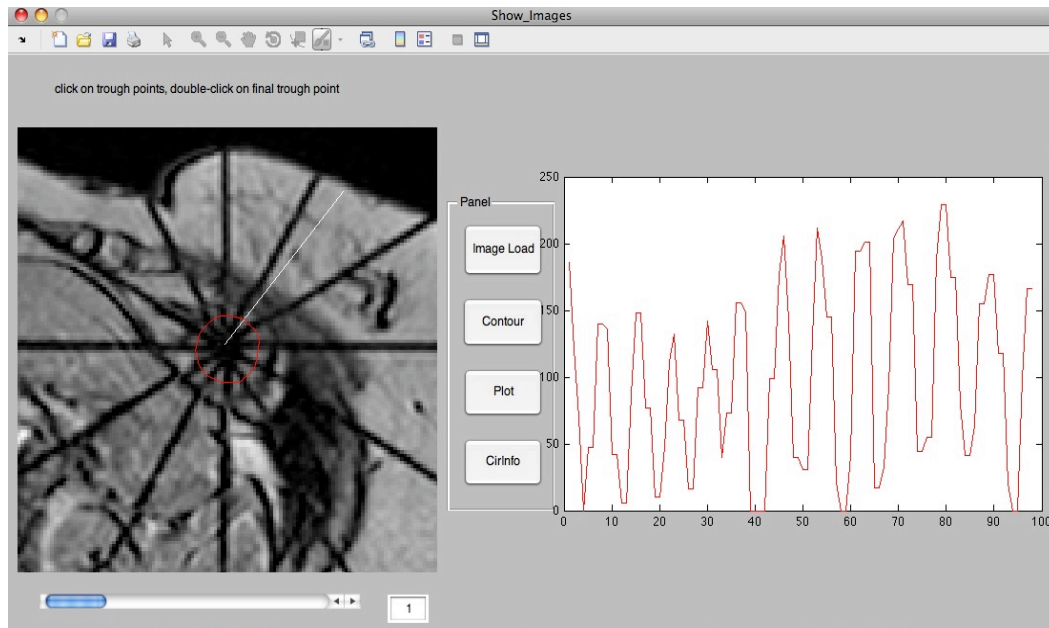 Show_Images
click on trough points, double-click on final trough point
Panel
Image Load
Contour
Plot
CirInfo
1
250
200
150
100
50
0
0 10 20 30 40 50 60 70 80 90 100